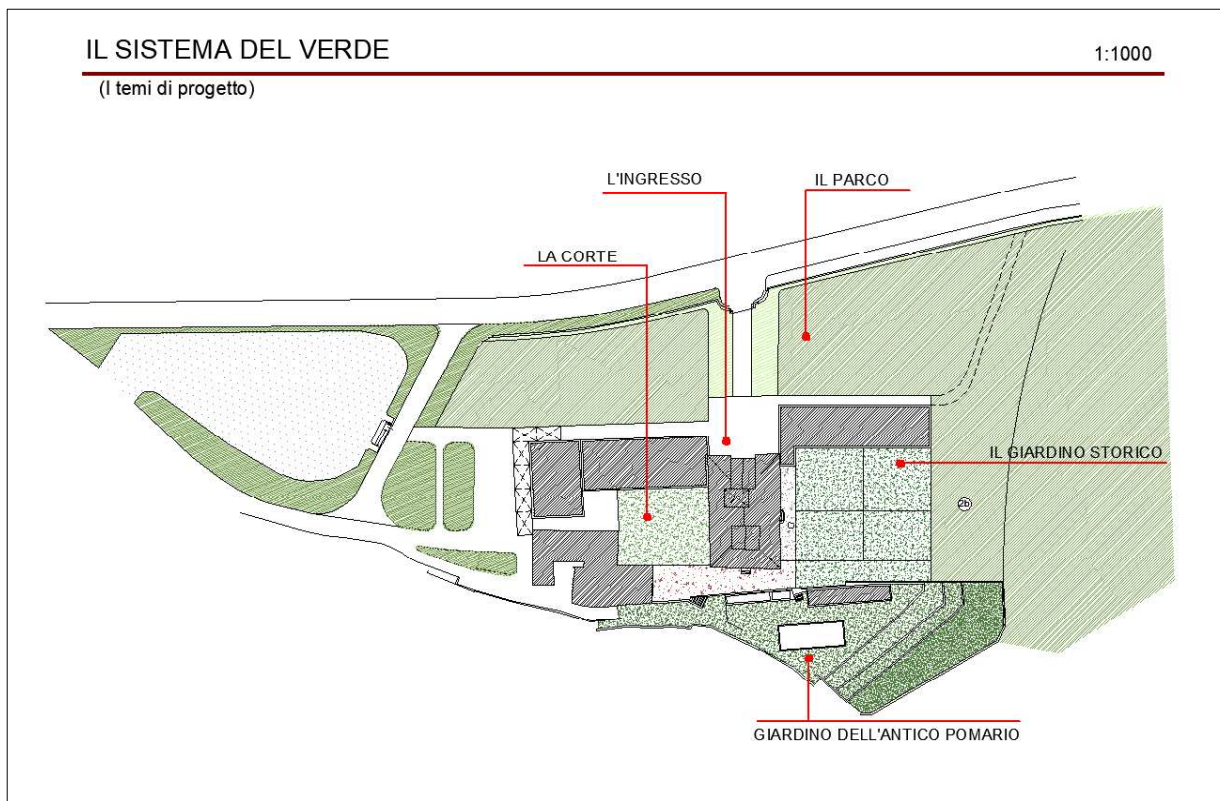 IL SISTEMA DEL VERDE
1:1000
(I temi di progetto)
L'INGRESSO
IL PARCO
LA CORTE
IL GIARDINO STORICO
2b
GIARDINO DELL'ANTICO POMARIO